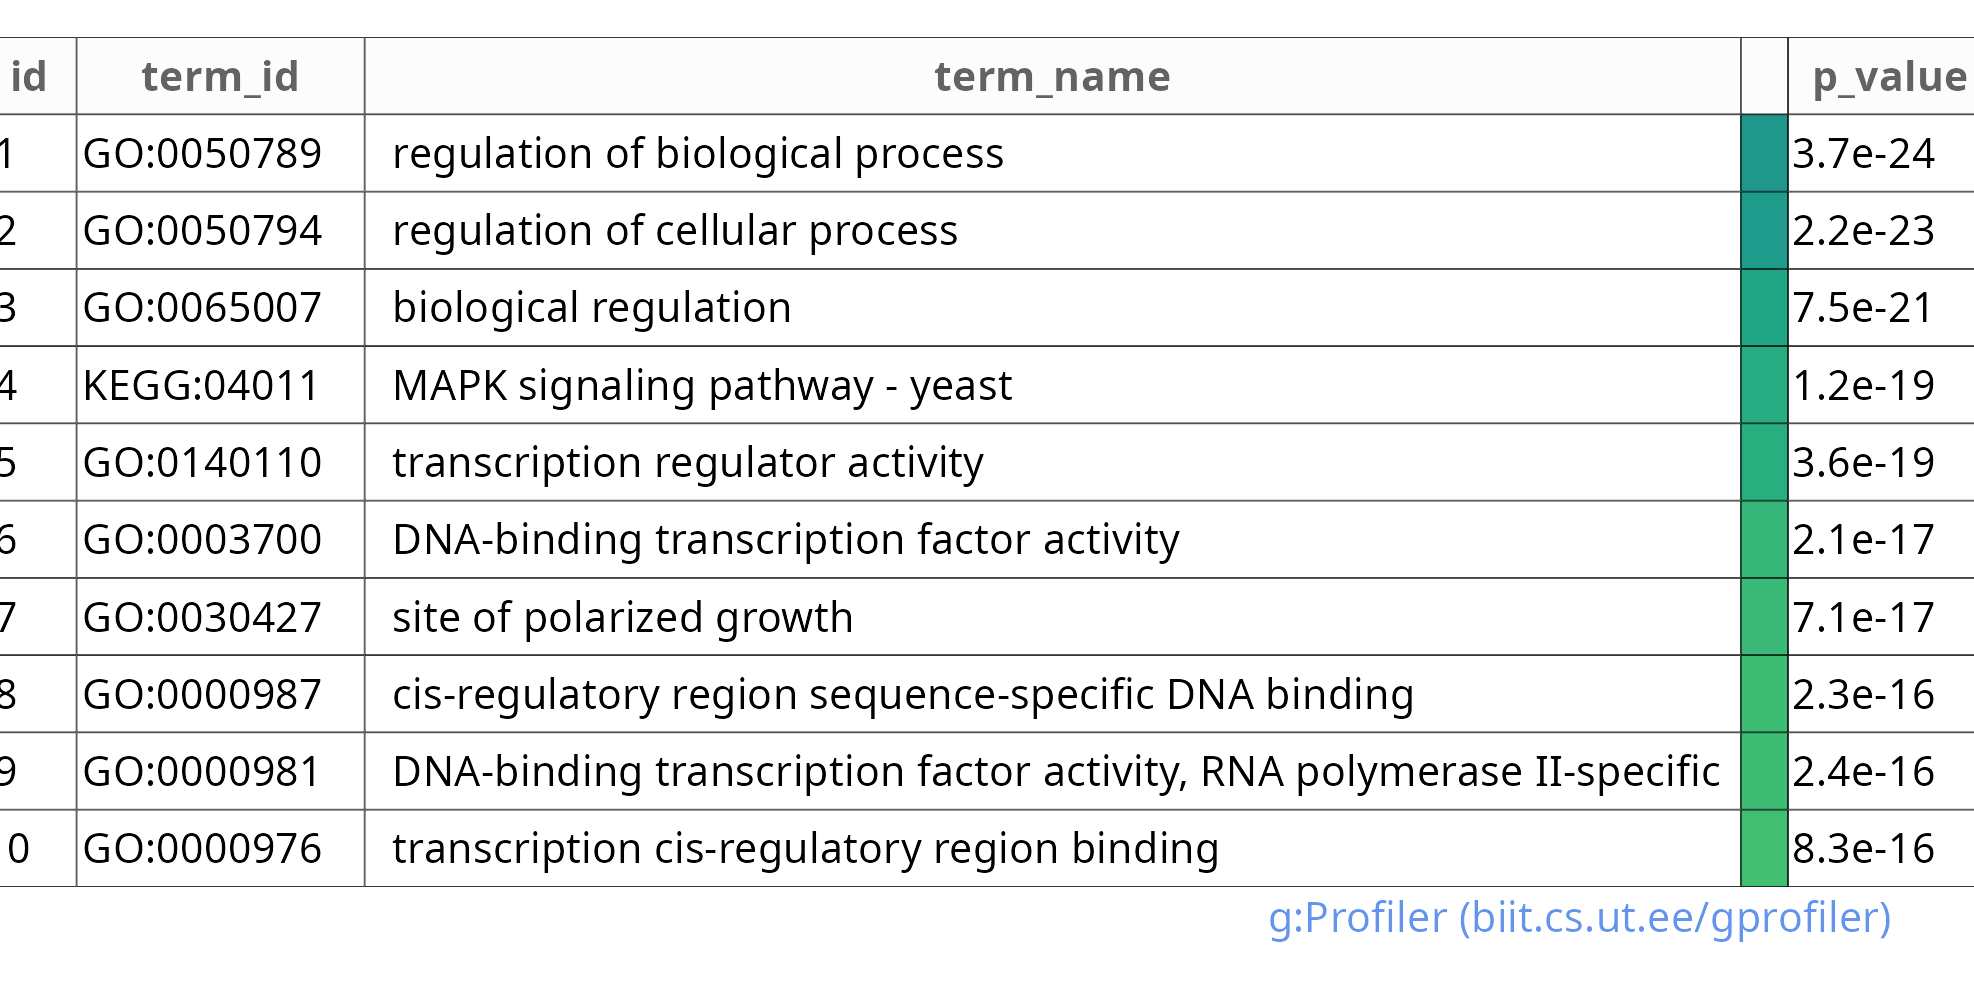 id term_id term_name p_value
1 GO:0050789 regulation of biological process 3.7e-24
2 GO:0050794 regulation of cellular process 2.2e-23
3 GO:0065007 biological regulation 7.5e-21
4 KEGG:04011 MAPK signaling pathway - yeast 1.2e-19
5 GO:0140110 transcription regulator activity 3.6e-19
6 GO:0003700 DNA-binding transcription factor activity 2.1e-17
7 GO:0030427 site of polarized growth 7.1e-17
8 GO:0000987 cis-regulatory region sequence-specific DNA binding 2.3e-16
9 GO:0000981 DNA-binding transcription factor activity, RNA polymerase II-specific 2.4e-16
0 GO:0000976 transcription cis-regulatory region binding 8.3e-16
g:Profiler (biit.cs.ut.ee/gprofiler)